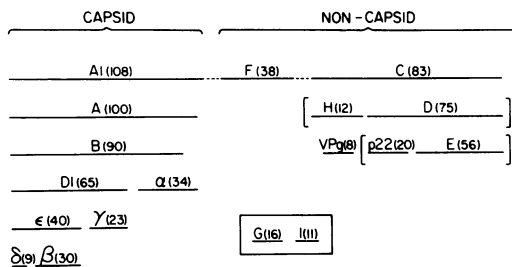 CAPSID NON-CAPSID
A1(108) F(38) C(83)
A(100) H(12) D(75)
B(90) VPg(8) p22(20) E(56)
D1(65) α(34)
ϵ(40) γ(23) G(16) I(11)
δ(9) β(30)